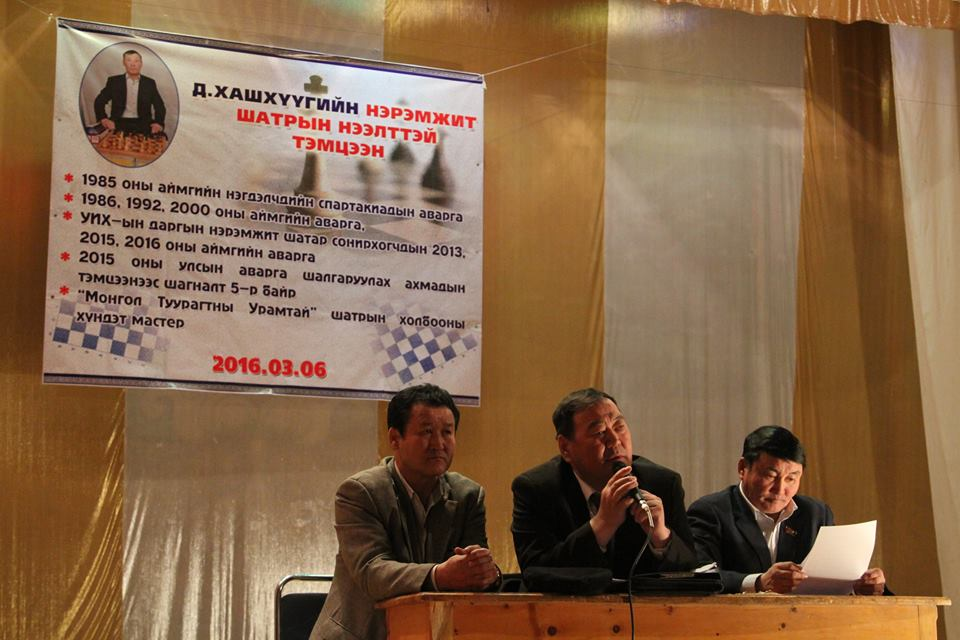 Д.ХАШХҮҮГИЙН НЭРЭМЖИТ
ШАТРЫН НЭЭЛТТЭЙ
ТЭМЦЭЭН
* 1985 оны аймгийн нэгдэлчдийн спартакиадын аварга
* 1986, 1992, 2000 оны аймгийн аварга,
* УИХ-ын даргын нэрэмжит шатар сонирхогчдын 2013,
2015, 2016 оны аймгийн аварга
* 2015 оны улсын аварга шалгаруулах ахмадын
тэмцээнээс шагналт 5-р байр
* "Монгол Туургатны Урамтай" шатрын холбооны
хүндэт мастер
2016.03.06